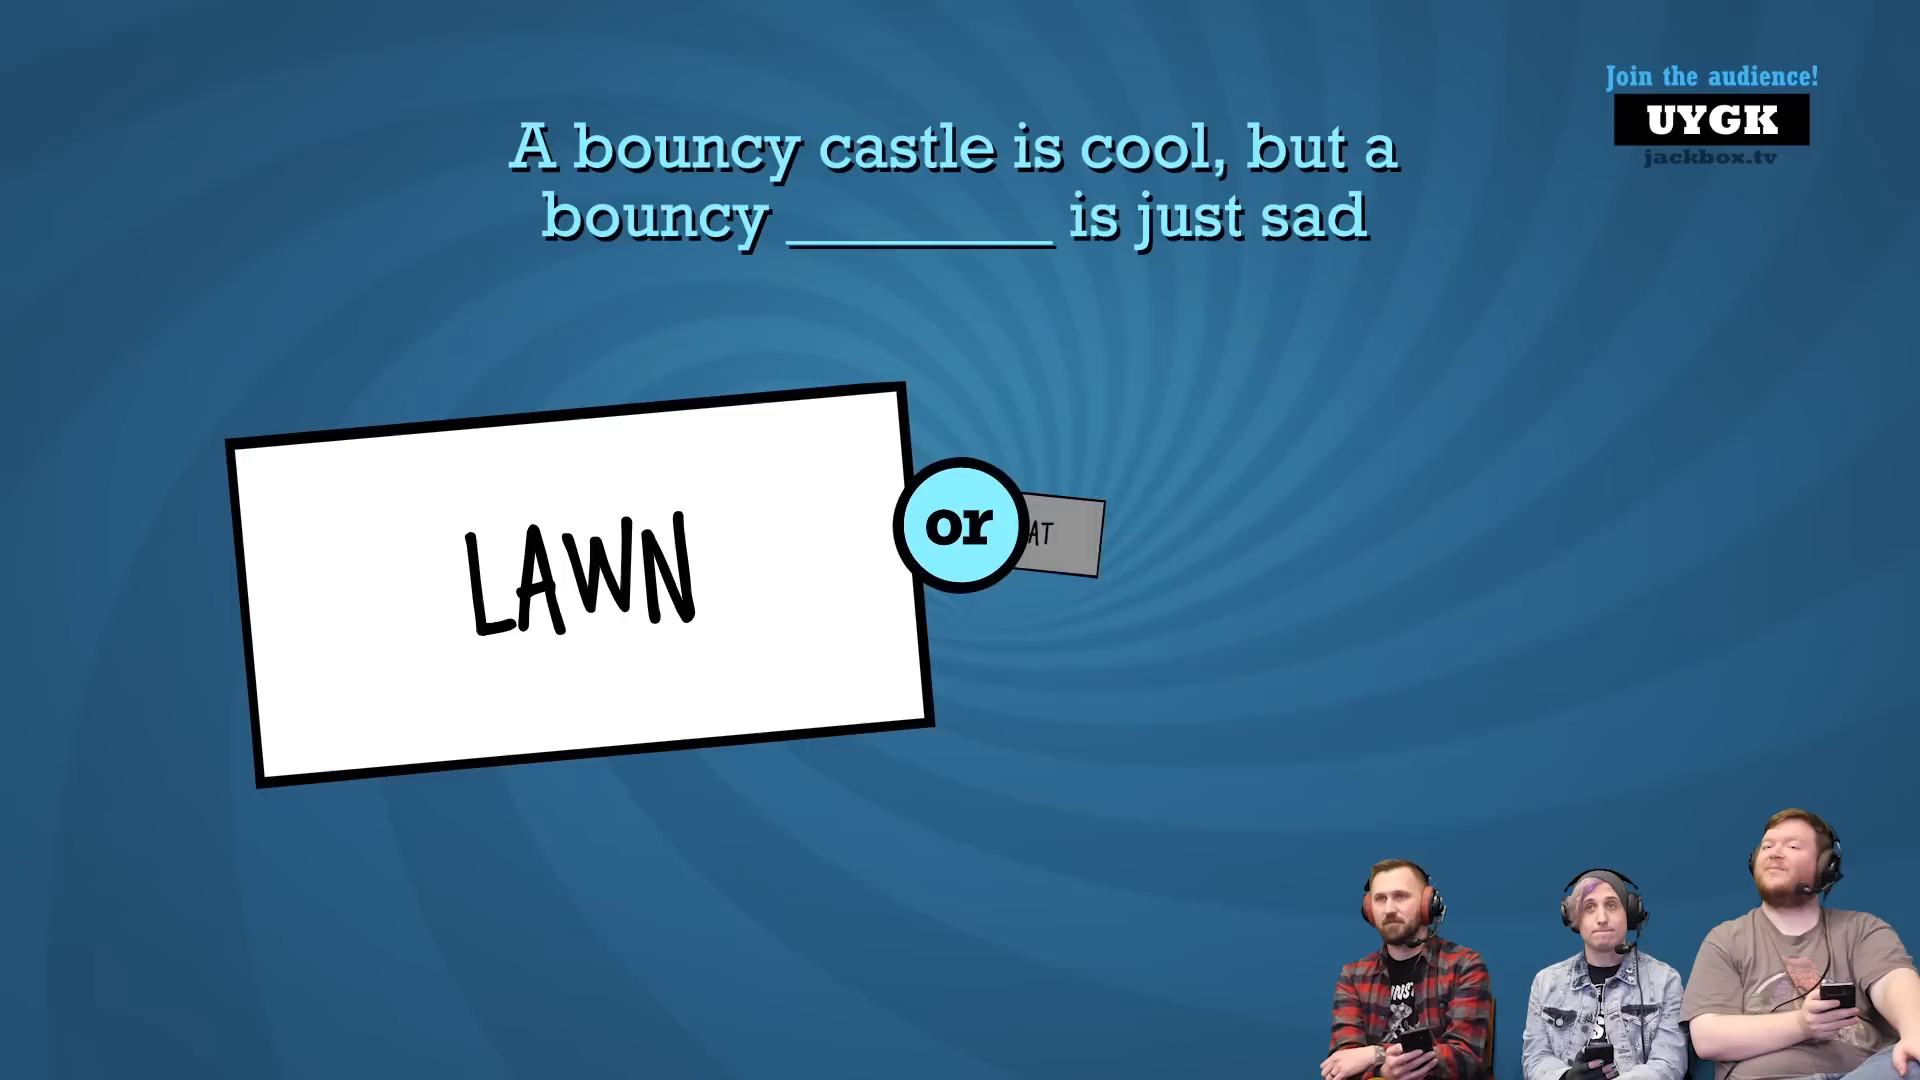 Join the audience!
UYGK
jackbox.tv
A bouncy castle is cool, but a
bouncy ________ is just sad
LAWN
or